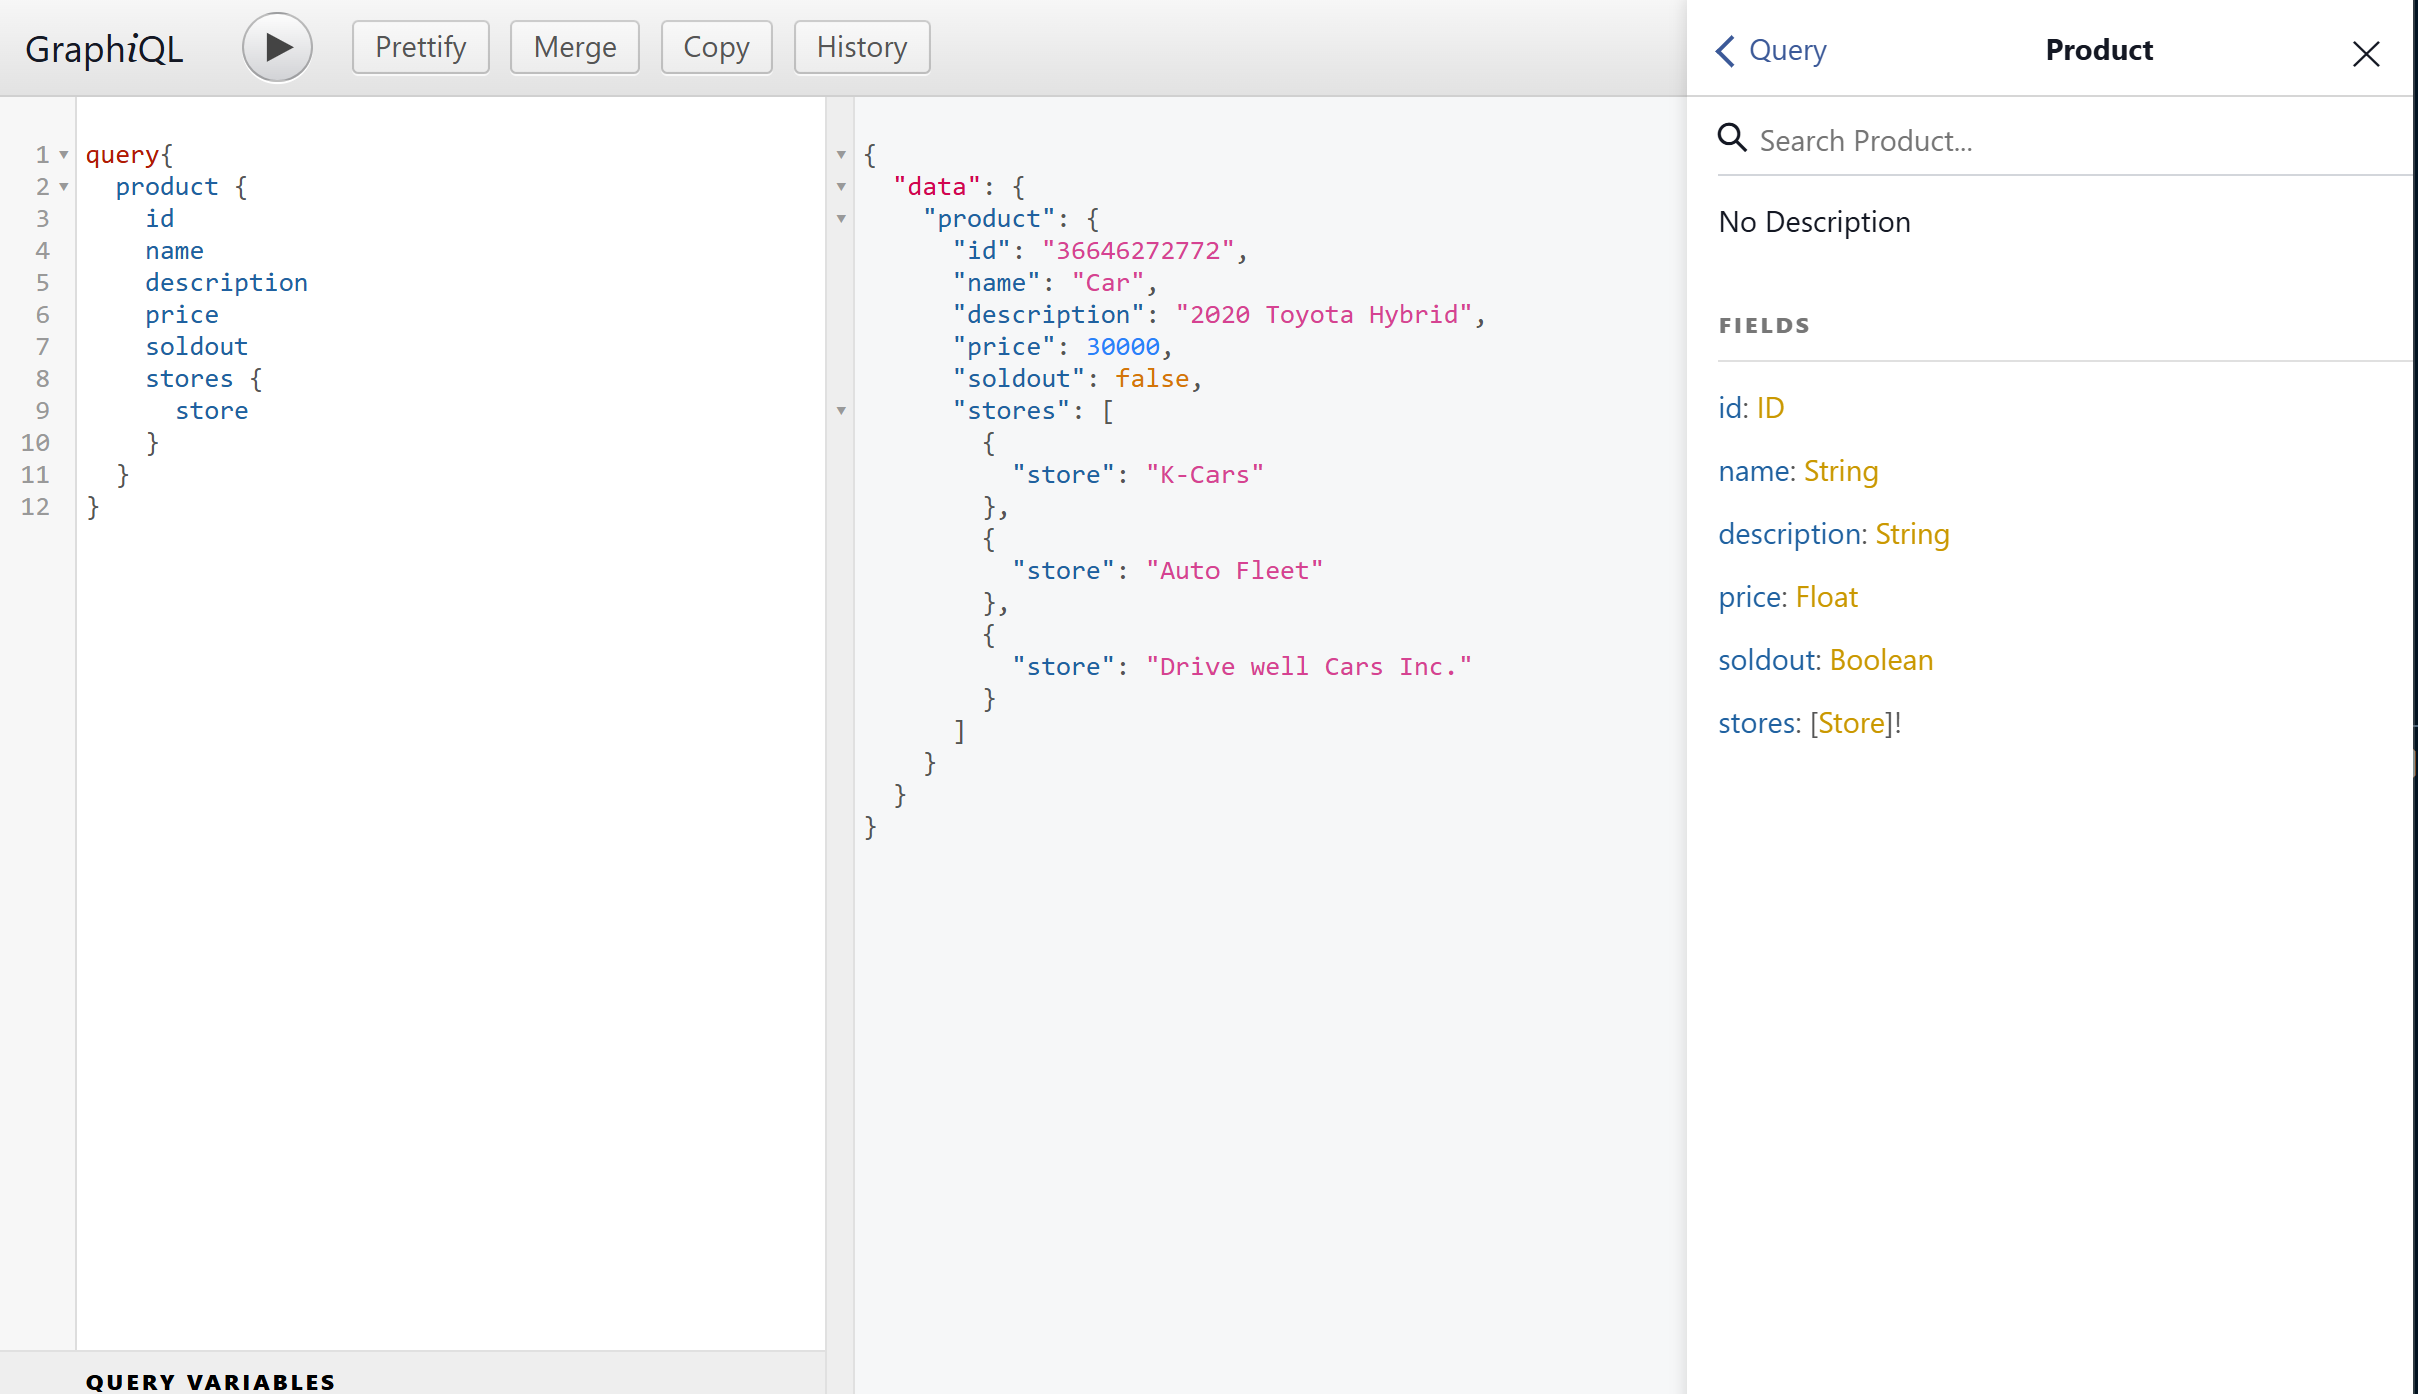 GraphiQL
Prettify
Merge
Copy
History
1 query{
2   product {
3     id
4     name
5     description
6     price
7     soldout
8     stores {
9       store
10     }
11   }
12 }
QUERY VARIABLES
{
  "data": {
    "product": {
      "id": "36646272772",
      "name": "Car",
      "description": "2020 Toyota Hybrid",
      "price": 30000,
      "soldout": false,
      "stores": [
        {
          "store": "K-Cars"
        },
        {
          "store": "Auto Fleet"
        },
        {
          "store": "Drive well Cars Inc."
        }
      ]
    }
  }
}
Query
Product
Search Product...
No Description
FIELDS
id: ID
name: String
description: String
price: Float
soldout: Boolean
stores: [Store]!